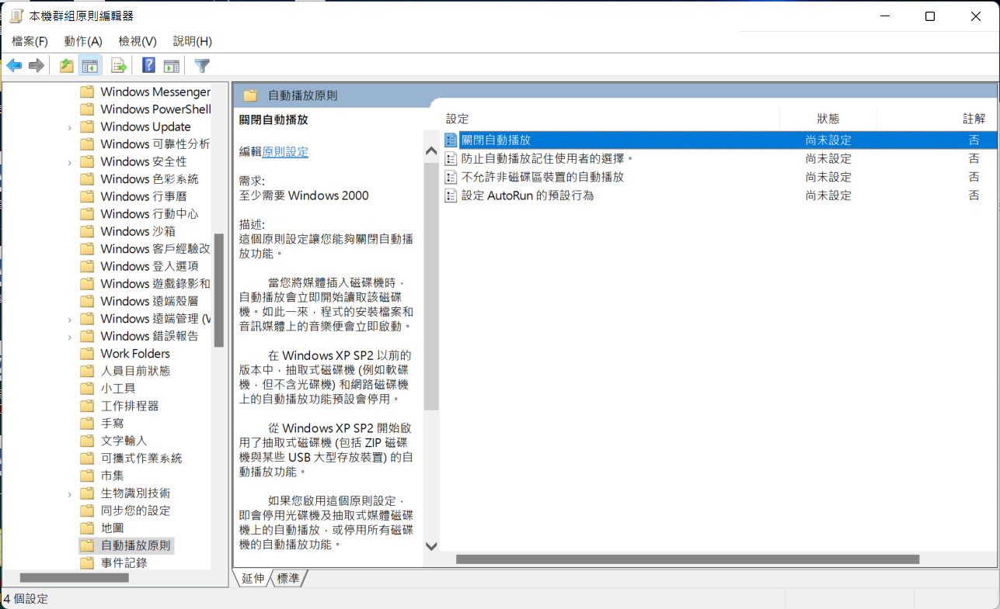 本機群組原則編輯器
檔案(F) 動作(A) 檢視(V) 說明(H)
Windows Messenger
Windows PowerShell
Windows Update
Windows 可靠性分析
Windows 安全性
Windows 色彩系統
Windows 行事曆
Windows 行動中心
Windows 沙箱
Windows 客戶經驗改
Windows 登入選項
Windows 遊戲錄影和
Windows 遠端殼層
Windows 遠端管理 (W
Windows 錯誤報告
Work Folders
人員目前狀態
小工具
工作排程器
手寫
文字輸入
可攜式作業系統
市集
生物識別技術
同步您的設定
地圖
自動播放原則
事件記錄
自動播放原則
關閉自動播放
編輯原則設定
需求:
至少需要 Windows 2000
描述:
這個原則設定讓您能夠關閉自動播
放功能。
當您將媒體插入磁碟機時，
自動播放會立即開始讀取該磁碟
機。如此一來，程式的安裝檔案和
音訊媒體上的音樂便會立即啟動。
在 Windows XP SP2 以前的
版本中，抽取式磁碟機 (例如軟碟
機，但不含光碟機) 和網路磁碟機
上的自動播放功能預設會停用。
從 Windows XP SP2 開始啟
用了抽取式磁碟機 (包括 ZIP 磁碟
機與某些 USB 大型存放裝置) 的自
動播放功能。
如果您啟用這個原則設定，
即會停用光碟機及抽取式媒體磁碟
機上的自動播放，或停用所有磁碟
機的自動播放功能。
設定 狀態 註解
關閉自動播放 尚未設定 否
防止自動播放記住使用者的選擇。 尚未設定 否
不允許非磁碟區裝置的自動播放 尚未設定 否
設定 AutoRun 的預設行為 尚未設定 否
延伸 標準
4 個設定